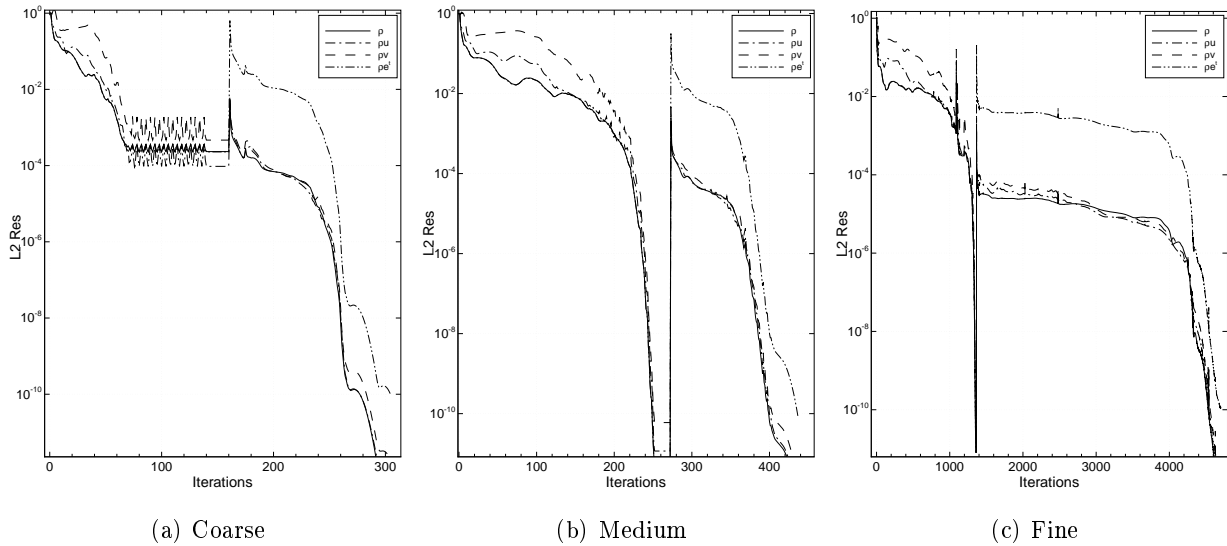 10^0
10^-2
10^-4
10^-6
10^-8
10^-10
L2 Res
0
100
200
300
Iterations
ρ
ρu
ρv
ρe^t
(a) Coarse
10^0
10^-2
10^-4
10^-6
10^-8
10^-10
L2 Res
0
100
200
300
400
Iterations
ρ
ρu
ρv
ρe^t
(b) Medium
10^0
10^-2
10^-4
10^-6
10^-8
10^-10
L2 Res
0
1000
2000
3000
4000
Iterations
ρ
ρu
ρv
ρe^t
(c) Fine